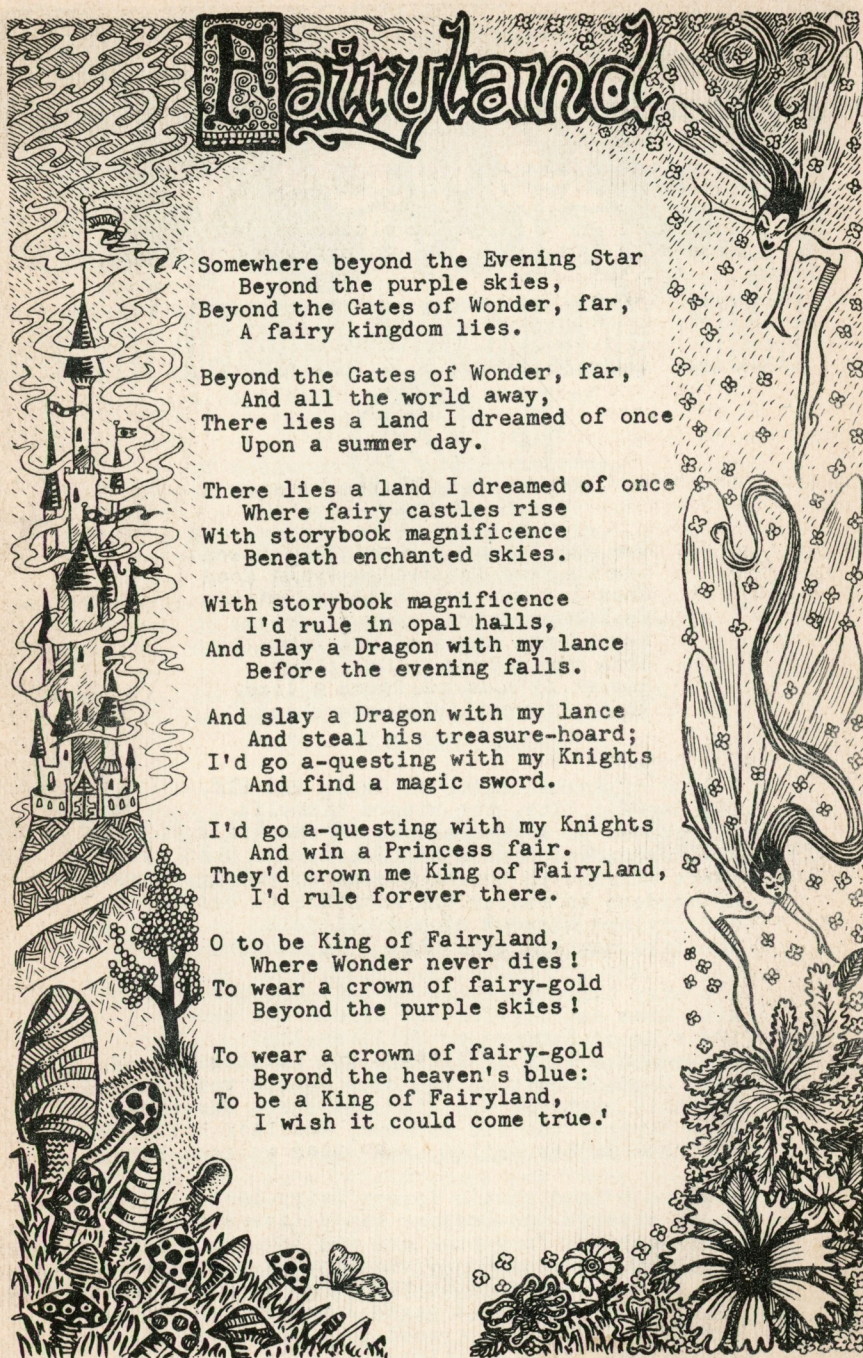 Fairyland
Somewhere beyond the Evening Star
Beyond the purple skies,
Beyond the Gates of Wonder, far,
A fairy kingdom lies.
Beyond the Gates of Wonder, far,
And all the world away,
There lies a land I dreamed of once
Upon a summer day.
There lies a land I dreamed of once
Where fairy castles rise
With storybook magnificence
Beneath enchanted skies.
With storybook magnificence
I'd rule in opal halls,
And slay a Dragon with my lance
Before the evening falls.
And slay a Dragon with my lance
And steal his treasure-hoard;
I'd go a-questing with my Knights
And find a magic sword.
I'd go a-questing with my Knights
And win a Princess fair.
They'd crown me King of Fairyland,
I'd rule forever there.
O to be King of Fairyland,
Where Wonder never dies!
To wear a crown of fairy-gold
Beyond the purple skies!
To wear a crown of fairy-gold
Beyond the heaven's blue:
To be a King of Fairyland,
I wish it could come true.'